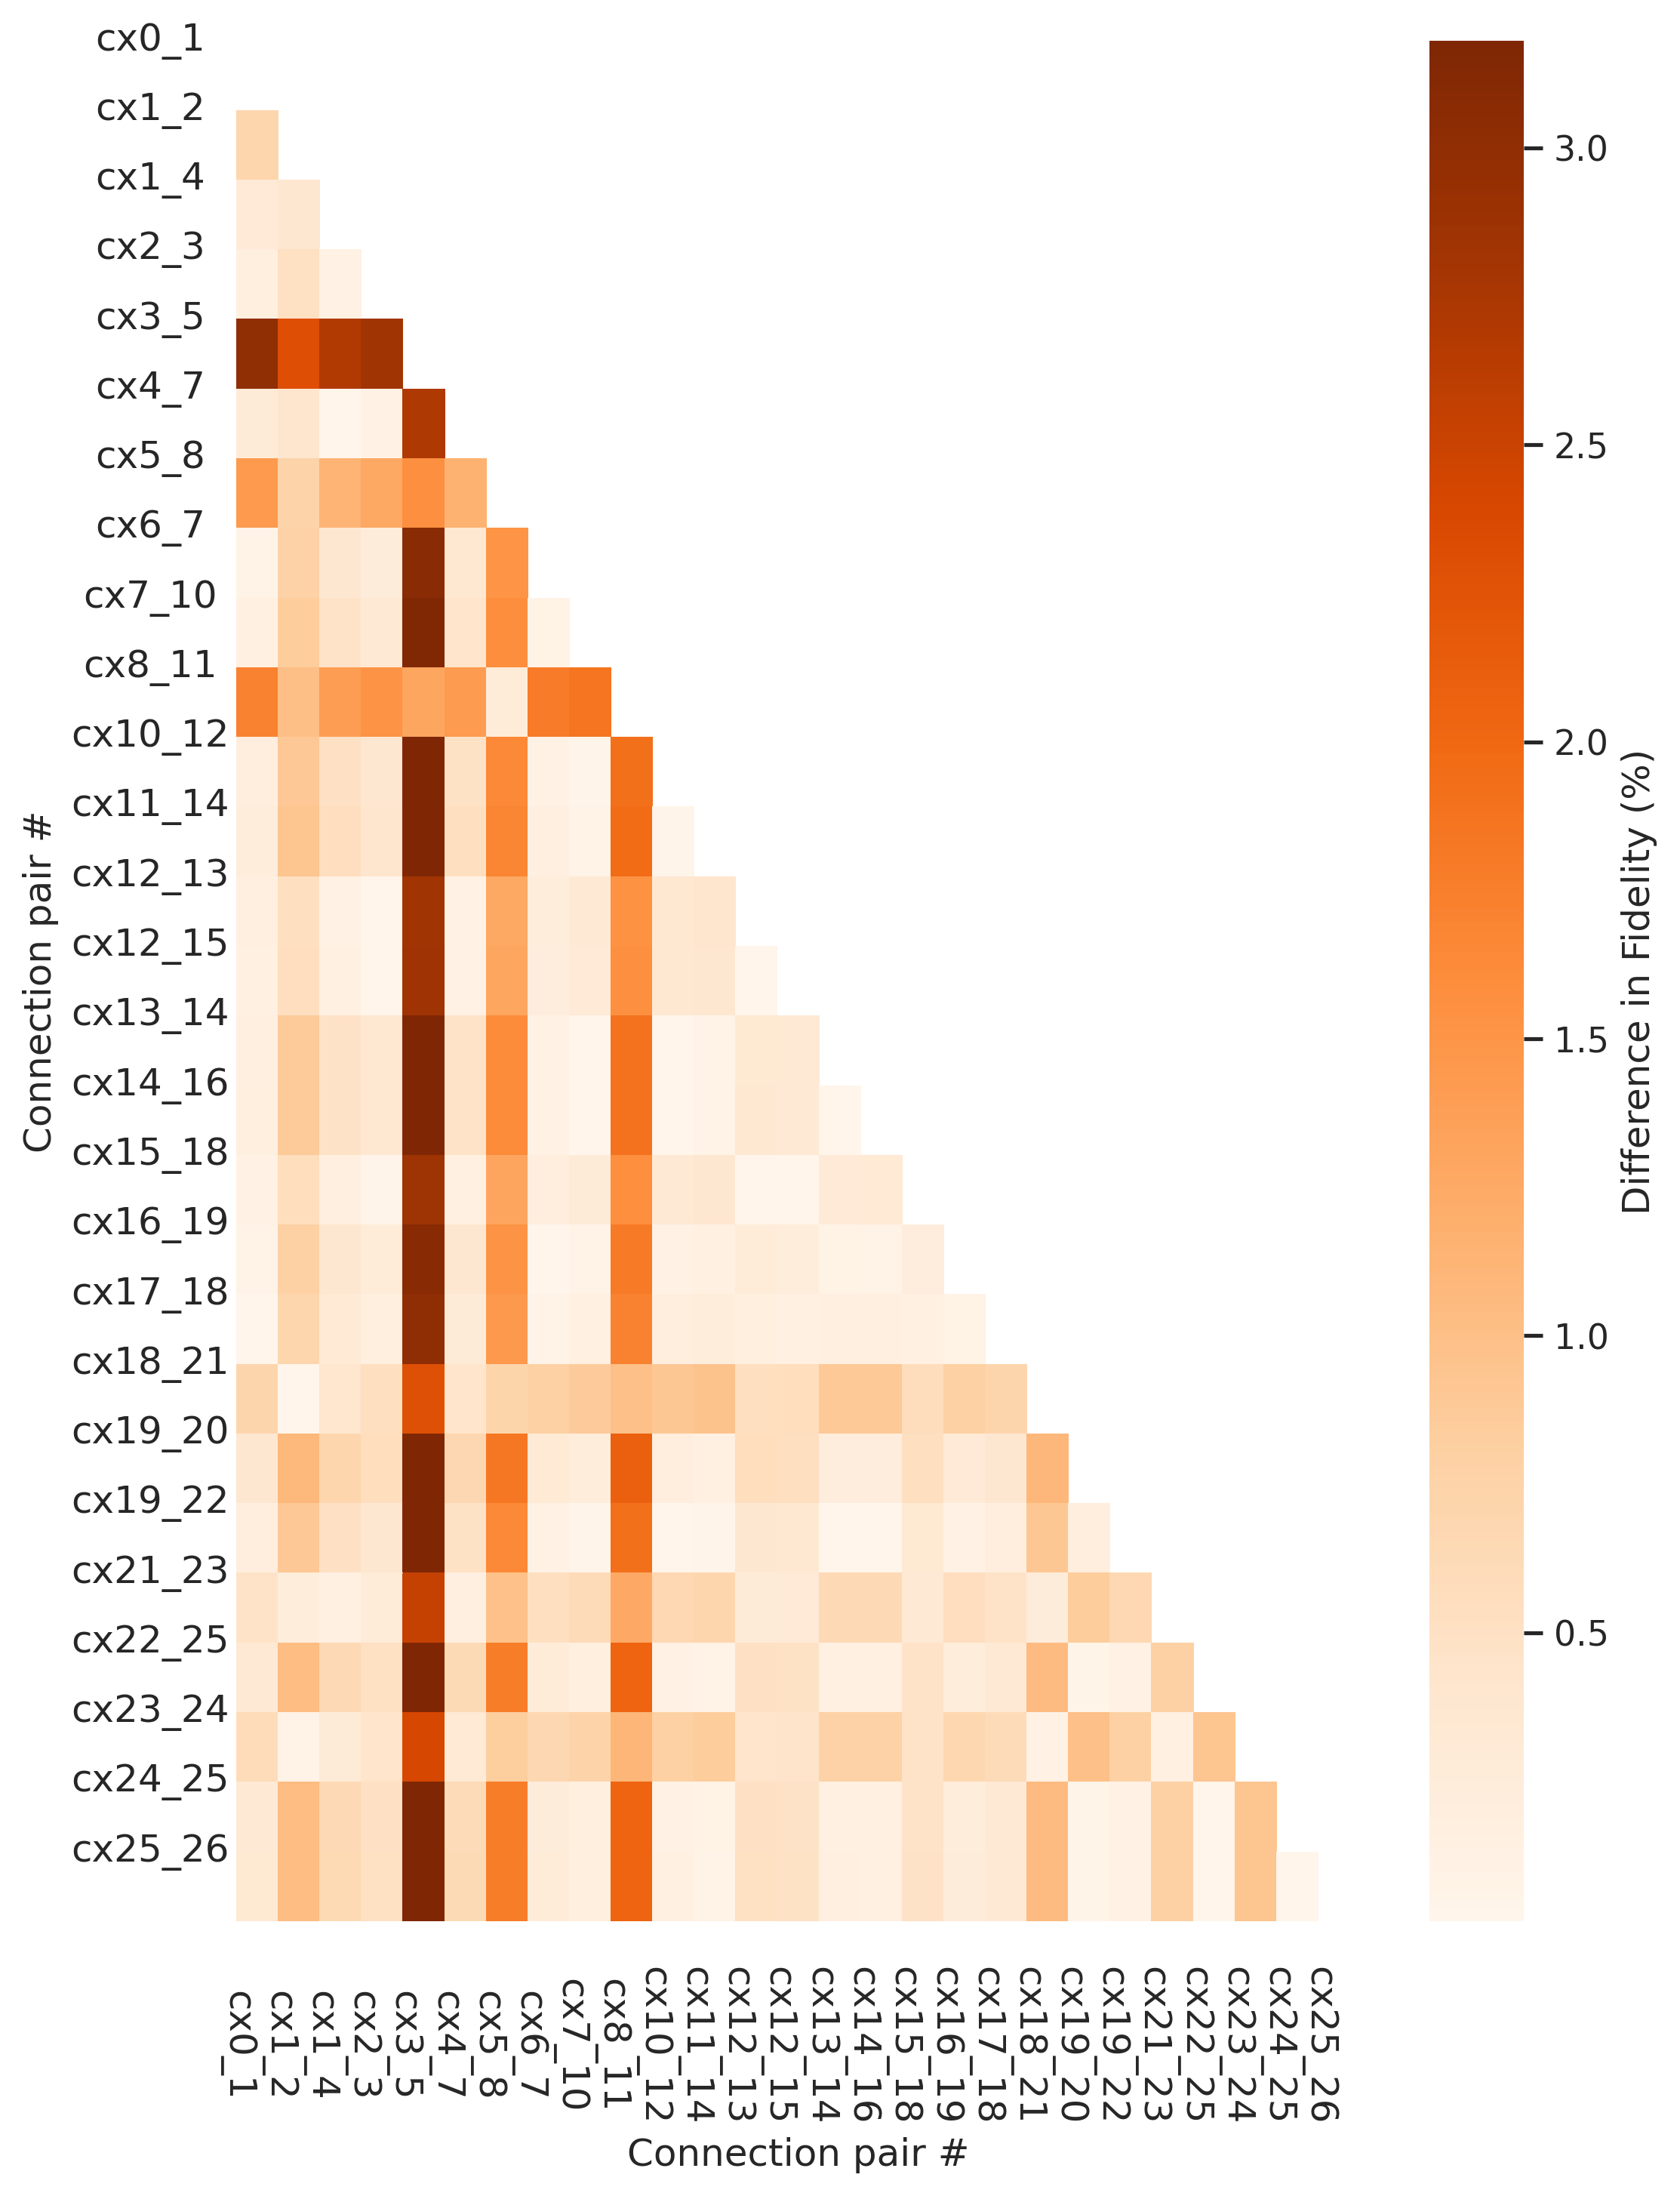 cx0_1
cx1_2
cx1_4
cx2_3
cx3_5
cx4_7
cx5_8
cx6_7
cx7_10
cx8_11
cx10_12
cx11_14
cx12_13
cx12_15
cx13_14
cx14_16
cx15_18
cx16_19
cx17_18
cx18_21
cx19_20
cx19_22
cx21_23
cx22_25
cx23_24
cx24_25
cx25_26
Connection pair #
cx0_1
cx1_2
cx1_4
cx2_3
cx3_5
cx4_7
cx5_8
cx6_7
cx7_10
cx8_11
cx10_12
cx11_14
cx12_13
cx12_15
cx13_14
cx14_16
cx15_18
cx16_19
cx17_18
cx18_21
cx19_20
cx19_22
cx21_23
cx22_25
cx23_24
cx24_25
cx25_26
Connection pair #
3.0
2.5
2.0
1.5
1.0
0.5
Difference in Fidelity (%)